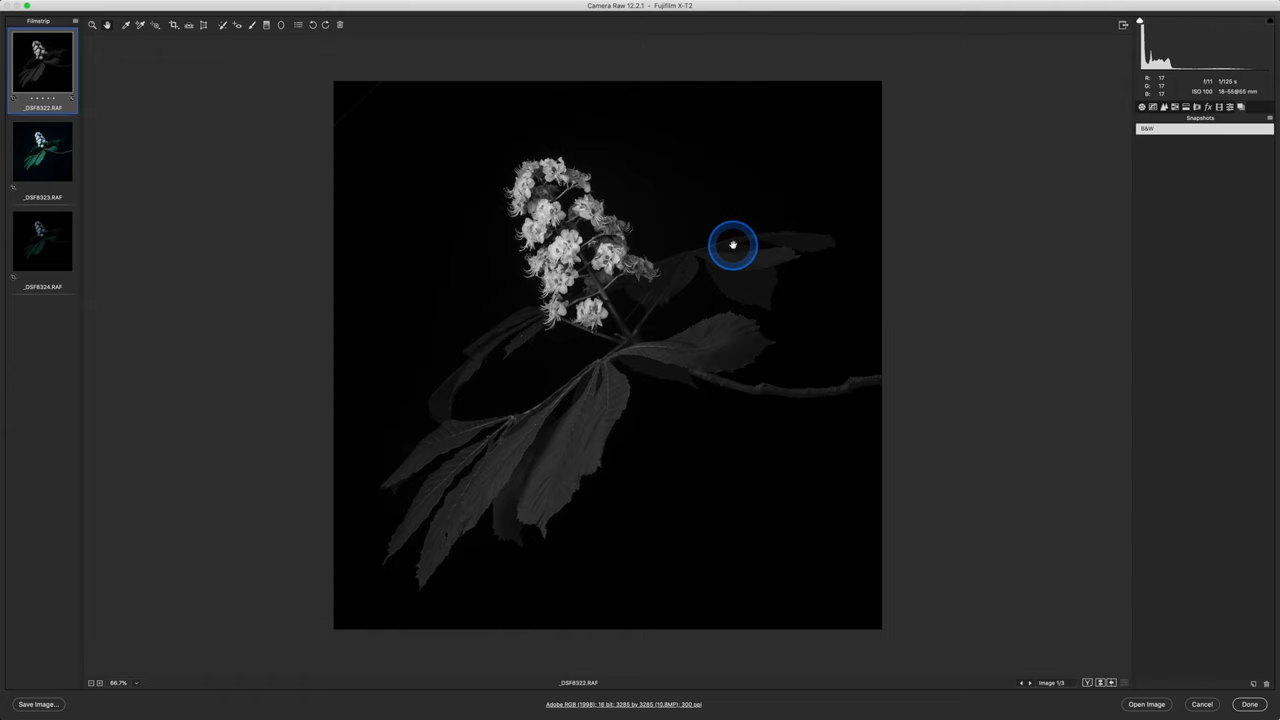 Camera Raw 12.2.1 - Fujifilm X-T2
Filmstrip
_DSF8322.RAF
_DSF8323.RAF
_DSF8324.RAF
R: 17
G: 17
B: 17
f/11 1/125 s
ISO 100 18-55@55 mm
fx
Snapshots
B&W
66.7%
_DSF8322.RAF
Image 1/3
Y
Save Image...
Adobe RGB (1998); 16 bit; 3285 by 3285 (10.8MP); 300 ppi
Open Image
Cancel
Done